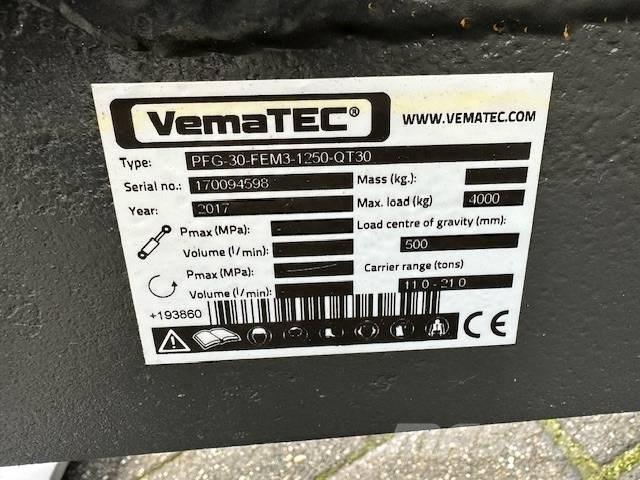 VemaTEC®
WWW.VEMATEC.COM
Type: PFG-30-FEM3-1250-QT30
Serial no.: 170094598
Mass (kg.):
Year: 2017
Max. load (kg) 4000
Pmax (MPa):
Load centre of gravity (mm):
Volume (l/min):
500
Pmax (MPa):
Carrier range (tons)
Volume (l/min):
11.0 - 21.0
+193860
CE